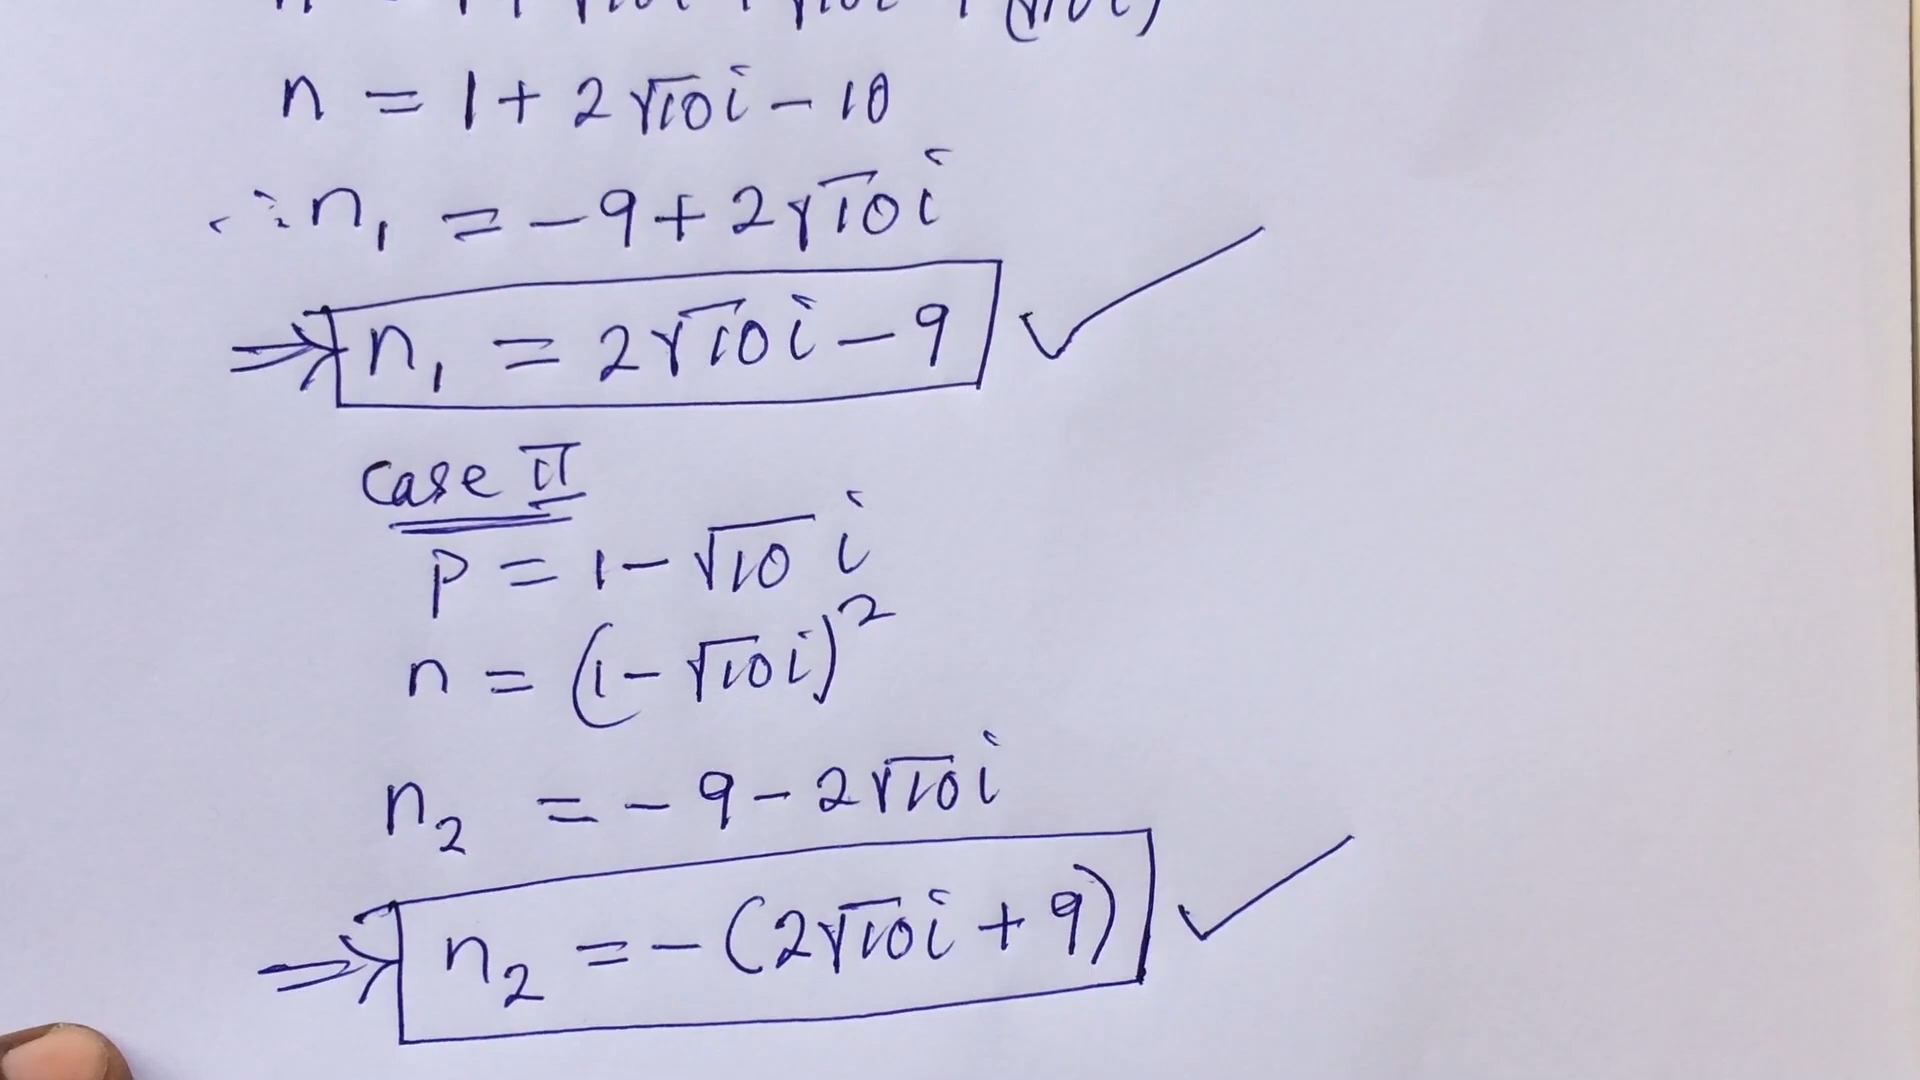 n = 1 + 2√10i - 10
∴ n₁ = -9 + 2√10i
⇒ n₁ = 2√10i - 9 ✓
Case II
P = 1 - √10 i
n = (1 - √10i)²
n₂ = -9 - 2√10i
⇒ n₂ = -(2√10i + 9) ✓